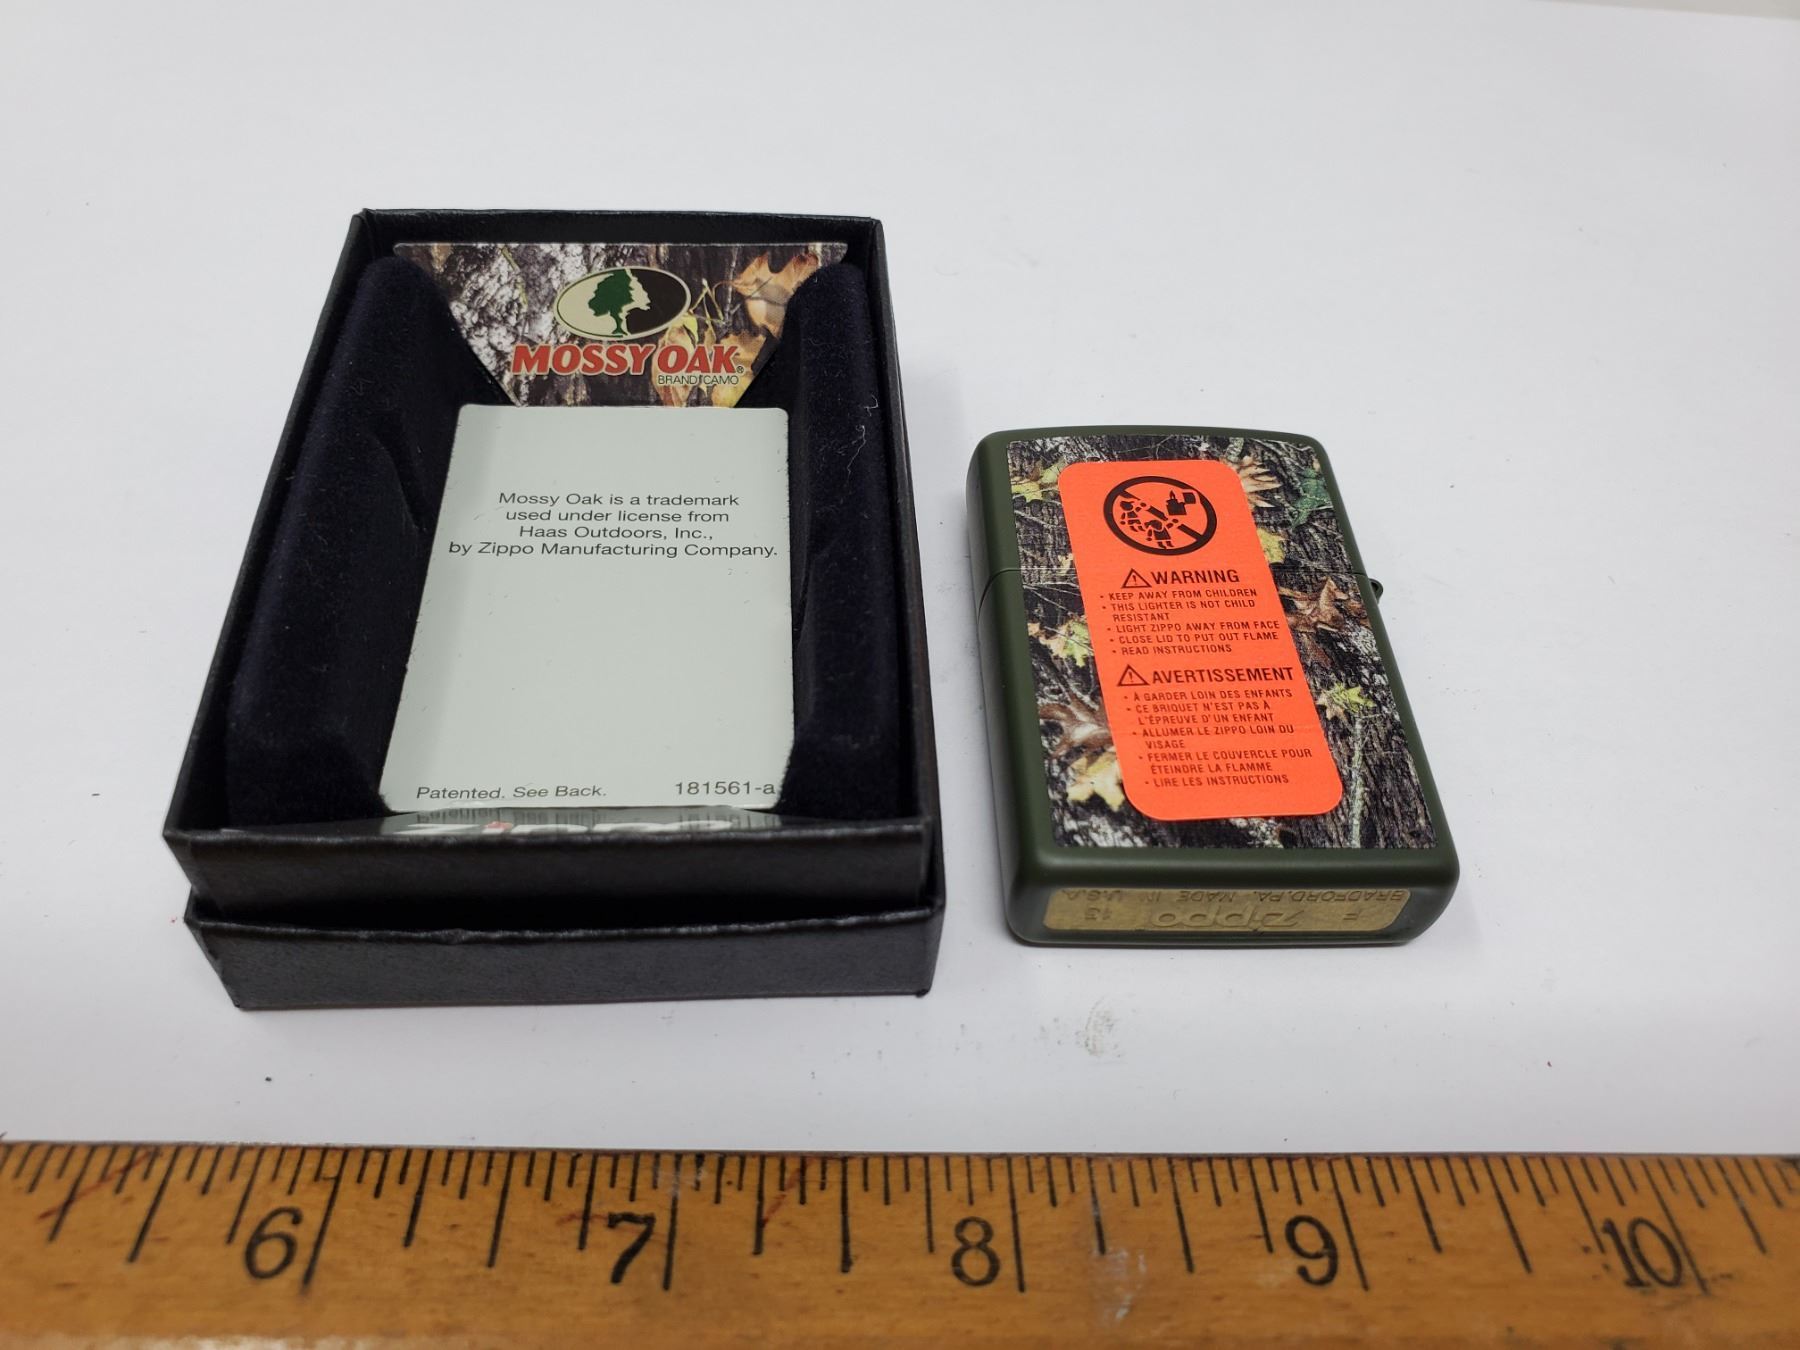 MOSSY OAK®
BRAND CAMO
Mossy Oak is a trademark
used under license from
Haas Outdoors, Inc.,
by Zippo Manufacturing Company.
Patented. See Back.
181561-a
Zippo
⚠WARNING
• KEEP AWAY FROM CHILDREN
• THIS LIGHTER IS NOT CHILD
RESISTANT
• LIGHT ZIPPO AWAY FROM FACE
• CLOSE LID TO PUT OUT FLAME
• READ INSTRUCTIONS
⚠AVERTISSEMENT
• À GARDER LOIN DES ENFANTS
• CE BRIQUET N'EST PAS À
L'ÉPREUVE D'UN ENFANT
• ALLUMER LE ZIPPO LOIN DU
VISAGE
• FERMER LE COUVERCLE POUR
ÉTEINDRE LA FLAMME
• LIRE LES INSTRUCTIONS
F Zippo 13
BRADFORD,PA. MADE IN U.S.A.
6 7 8 9 10